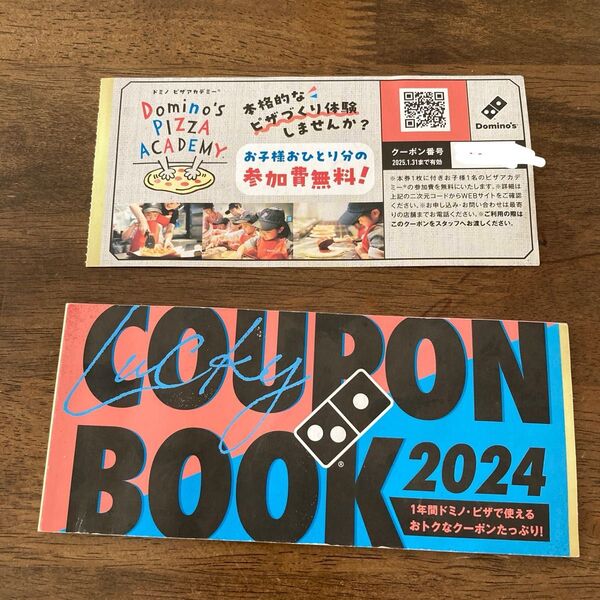 ドミノ ピザアカデミー®
Domino's
PIZZA
ACADEMY
本格的な
ピザづくり体験
しませんか?
お子様おひとり分の
参加費無料!
Domino's®
クーポン番号
2025.1.31まで有効
※本券1枚に付きお子様1名のピザアカデ
ミー®の参加費を無料にいたします。※詳細は
上記の二次元コードからWEBサイトをご確認
ください。※お申し込み・お問い合わせは最寄
りの店舗までお電話ください。※ご利用の際は
このクーポンをスタッフへお渡しください。
Lucky
COUPON
BOOK 2024
®
1年間ドミノ・ピザで使える
おトクなクーポンたっぷり!